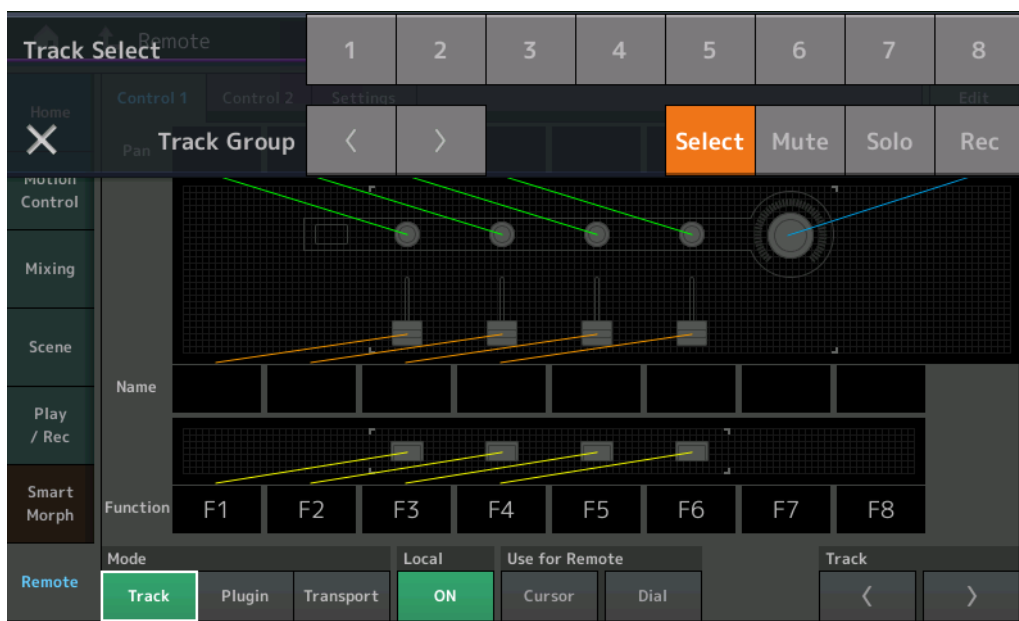 Track Select
Remote
1 2 3 4 5 6 7 8
Home
Control 1 Control 2 Settings
Edit
Pan
Track Group
Select Mute Solo Rec
Motion
Control
Mixing
Scene
Name
Play
/ Rec
Smart
Morph
Function F1 F2 F3 F4 F5 F6 F7 F8
Mode Local Use for Remote Track
Remote
Track Plugin Transport ON Cursor Dial